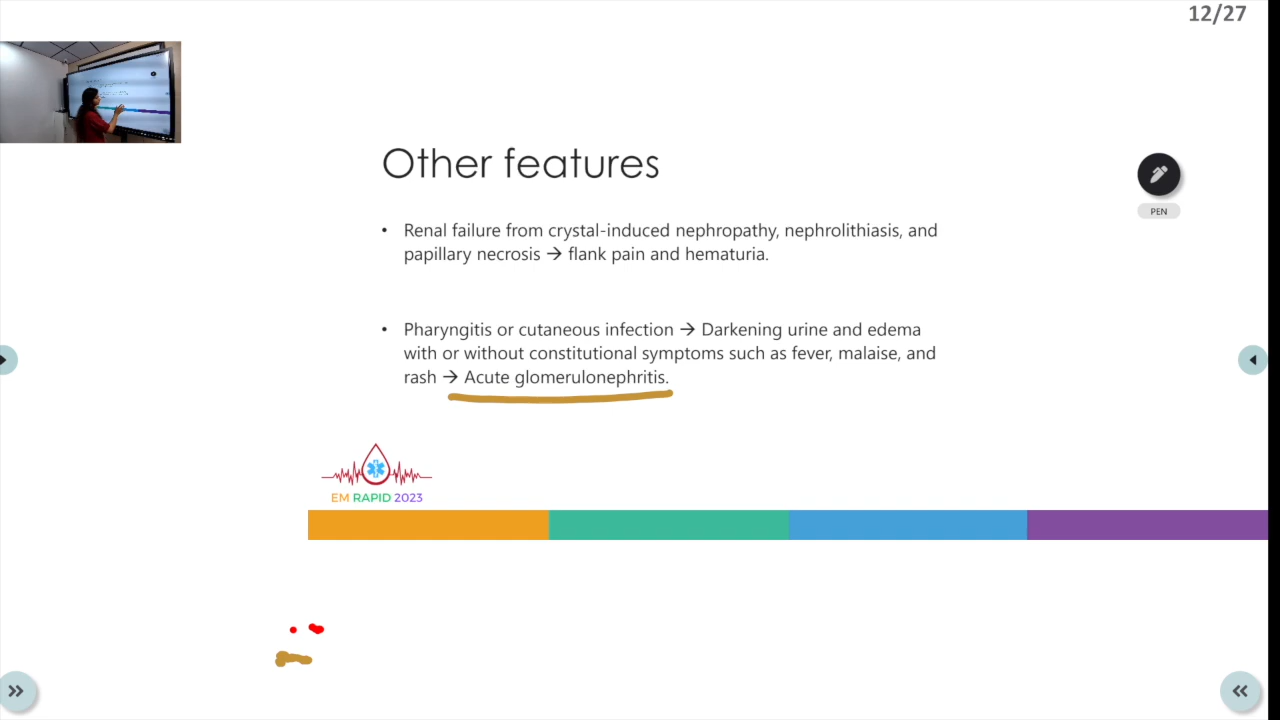 12/27
Other features
PEN
• Renal failure from crystal-induced nephropathy, nephrolithiasis, and
papillary necrosis → flank pain and hematuria.
• Pharyngitis or cutaneous infection → Darkening urine and edema
with or without constitutional symptoms such as fever, malaise, and
rash → Acute glomerulonephritis.
EM RAPID 2023